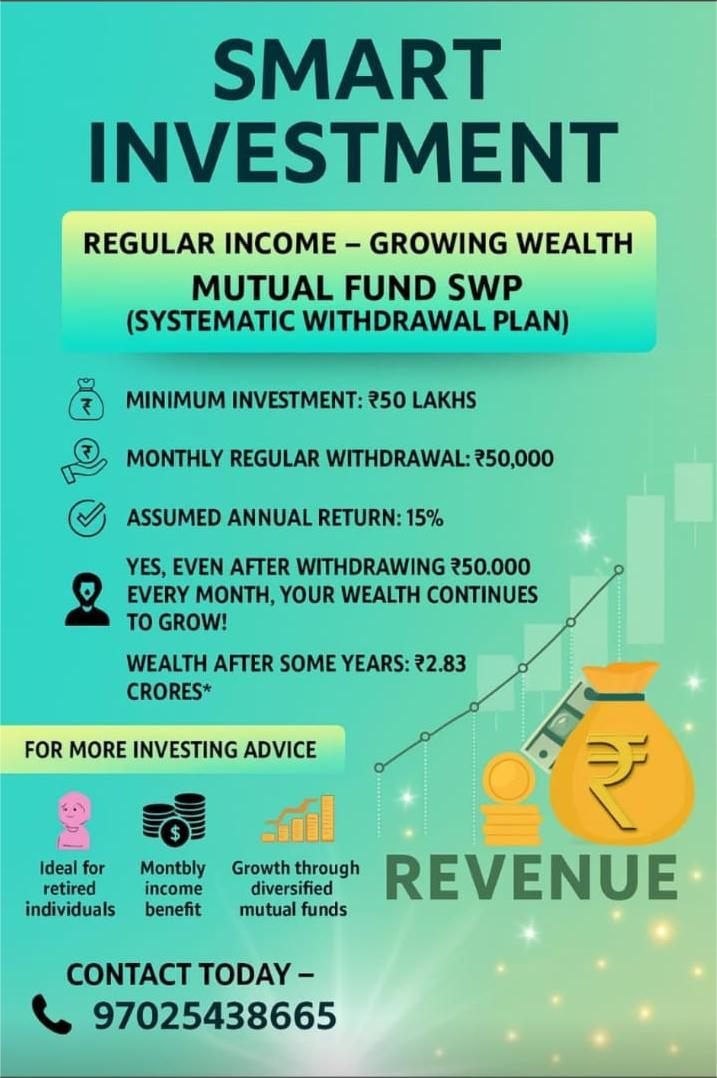 SMART
INVESTMENT
REGULAR INCOME – GROWING WEALTH
MUTUAL FUND SWP
(SYSTEMATIC WITHDRAWAL PLAN)
₹
MINIMUM INVESTMENT: ₹50 LAKHS
₹
MONTHLY REGULAR WITHDRAWAL: ₹50,000
ASSUMED ANNUAL RETURN: 15%
YES, EVEN AFTER WITHDRAWING ₹50.000
EVERY MONTH, YOUR WEALTH CONTINUES
TO GROW!
WEALTH AFTER SOME YEARS: ₹2.83
CRORES*
FOR MORE INVESTING ADVICE
$
Ideal for
retired
individuals
Montbly
income
benefit
Growth through
diversified
mutual funds
₹
REVENUE
CONTACT TODAY –
97025438665